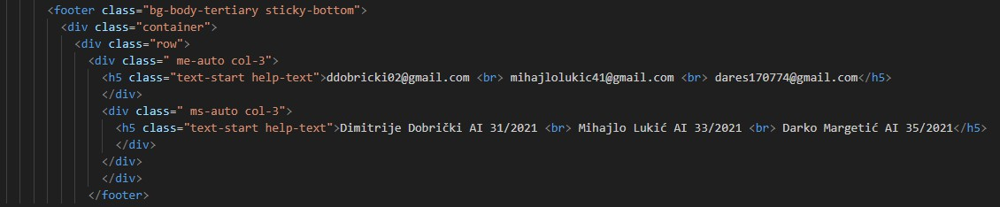 <footer class="bg-body-tertiary sticky-bottom">
<div class="container">
<div class="row">
<div class=" me-auto col-3">
<h5 class="text-start help-text">ddobricki02@gmail.com <br> mihajlolukic41@gmail.com <br> dares170774@gmail.com</h5>
</div>
<div class=" ms-auto col-3">
<h5 class="text-start help-text">Dimitrije Dobrički AI 31/2021 <br> Mihajlo Lukić AI 33/2021 <br> Darko Margetić AI 35/2021</h5>
</div>
</div>
</div>
</footer>